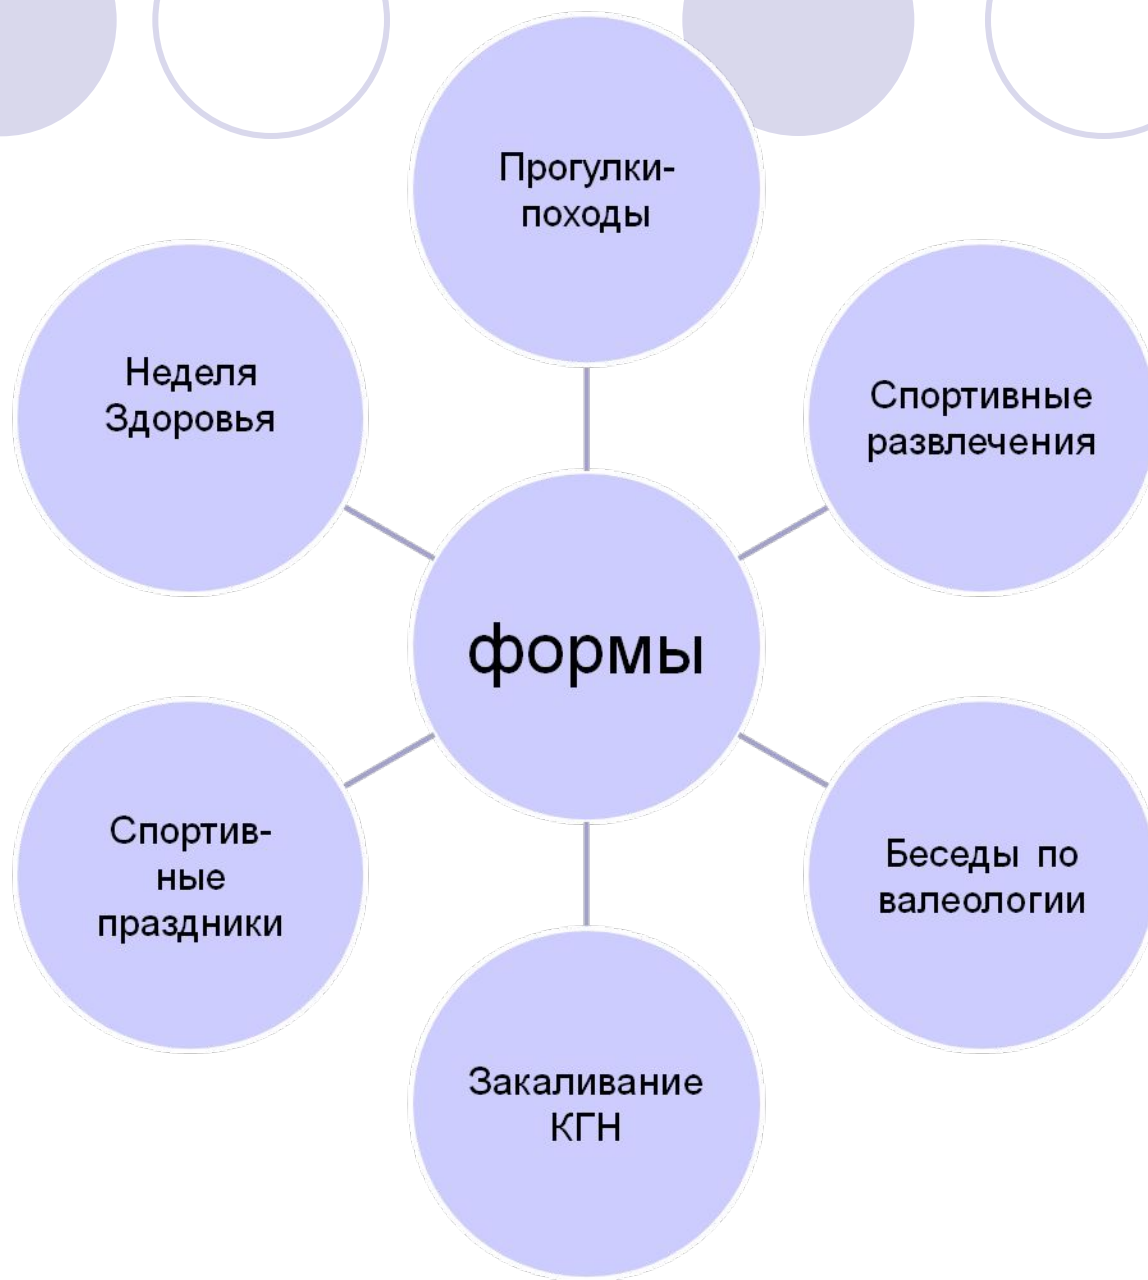 Прогулки-
походы
Неделя
Здоровья
Спортивные
развлечения
формы
Спортив-
ные
праздники
Беседы по
валеологии
Закаливание
КГН